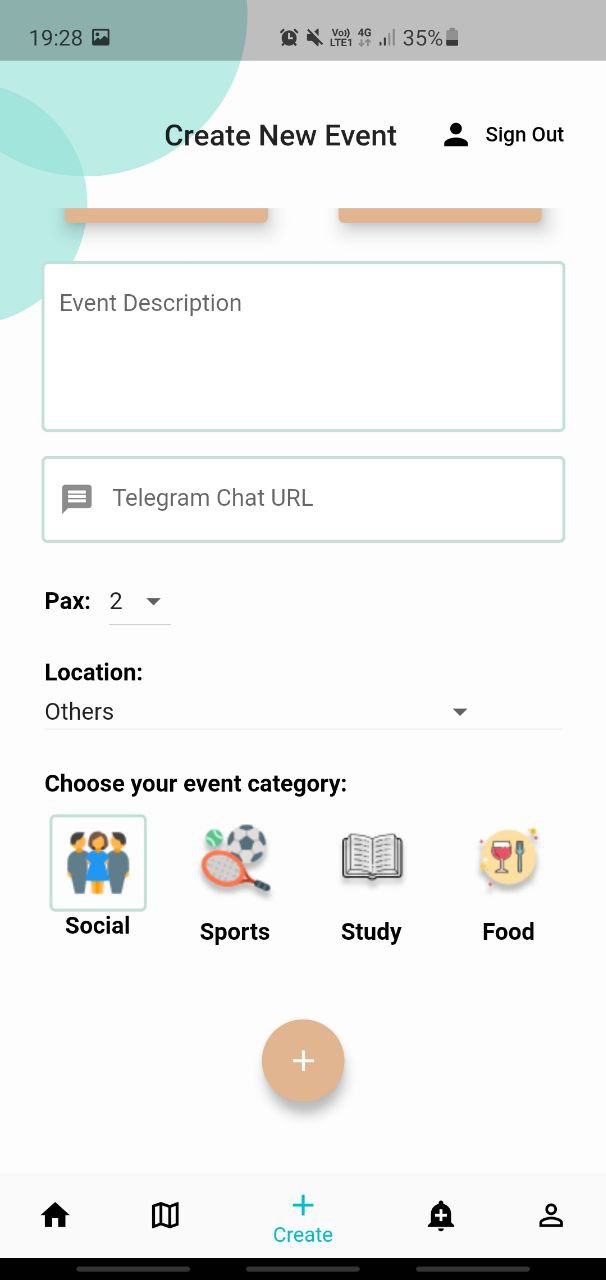 19:28 Vo)) LTE1 4G 35%
Create New Event Sign Out
Event Description
Telegram Chat URL
Pax: 2
Location:
Others
Choose your event category:
Social Sports Study Food
+
+
Create